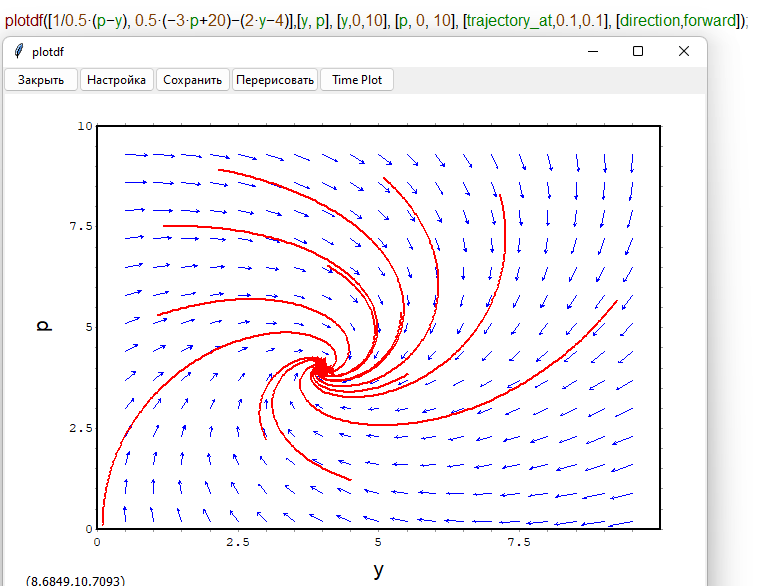 plotdf([1/0.5·(p−y), 0.5·(−3·p+20)−(2·y−4)],[y, p], [y,0,10], [p, 0, 10], [trajectory_at,0.1,0.1], [direction,forward]);
plotdf
Закрыть Настройка Сохранить Перерисовать Time Plot
10
7.5
p
5
2.5
0
0 2.5 5 7.5
y
(8.6849,10.7093)